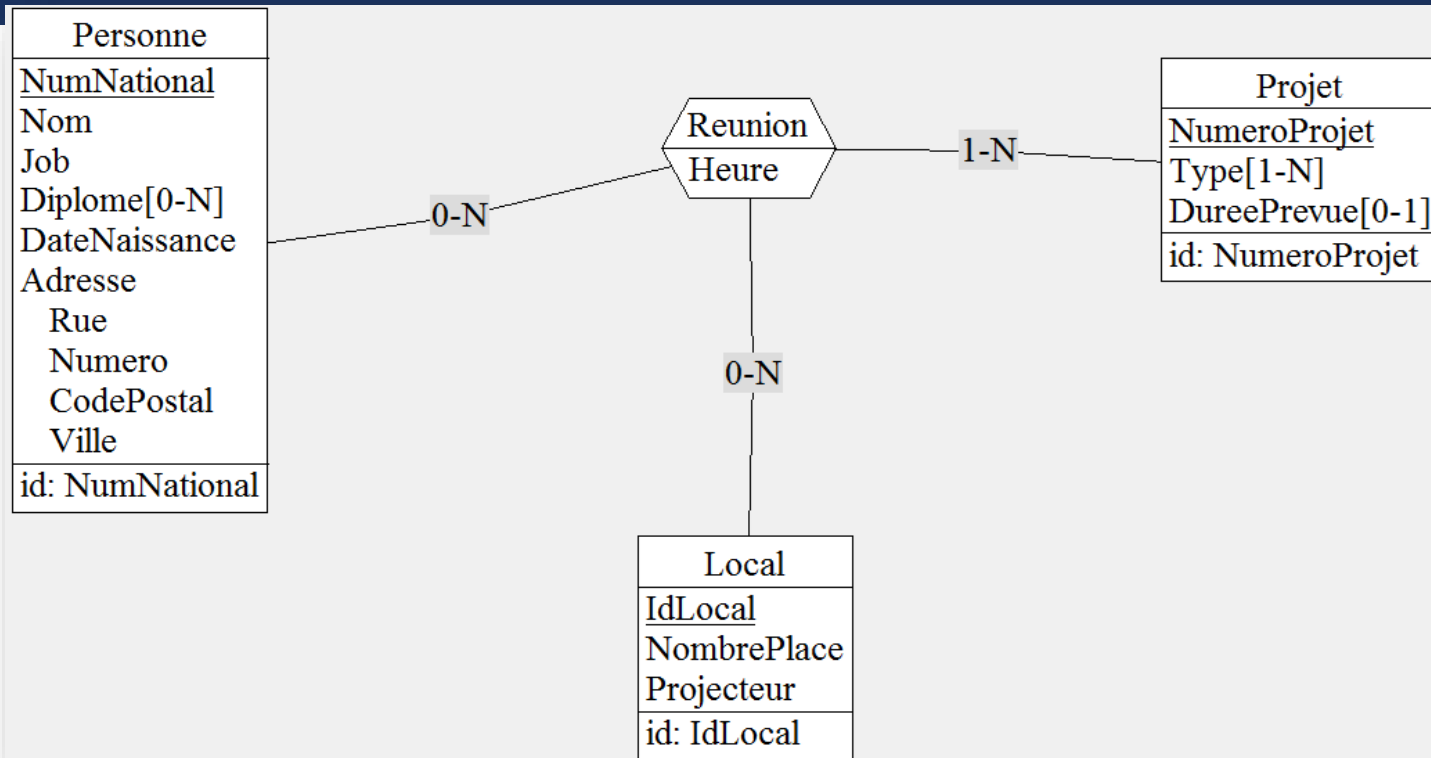 Personne
NumNational
Nom
Job
Diplome[0-N]
DateNaissance
Adresse
Rue
Numero
CodePostal
Ville
id: NumNational
0-N
Reunion
Heure
1-N
Projet
NumeroProjet
Type[1-N]
DureePrevue[0-1]
id: NumeroProjet
0-N
Local
IdLocal
NombrePlace
Projecteur
id: IdLocal